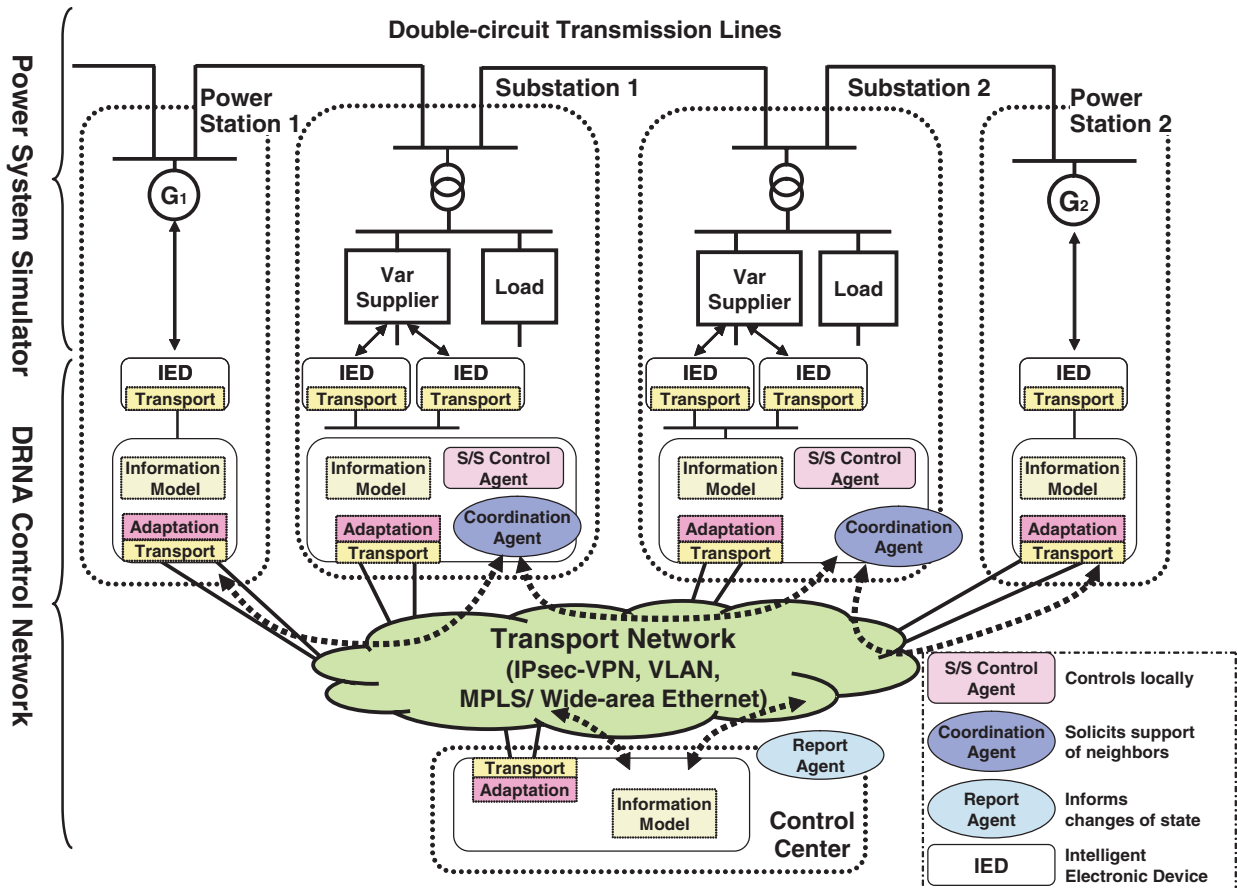 Double-circuit Transmission Lines
Power System Simulator
DRNA Control Network
Power
Station 1
Substation 1
Substation 2
Power
Station 2
G1
G2
Var
Supplier
Load
Var
Supplier
Load
IED
Transport
IED
Transport
IED
Transport
IED
Transport
IED
Transport
IED
Transport
Information
Model
Adaptation
Transport
Information
Model
S/S Control
Agent
Adaptation
Transport
Coordination
Agent
Information
Model
S/S Control
Agent
Adaptation
Transport
Coordination
Agent
Information
Model
Adaptation
Transport
Transport Network
(IPsec-VPN, VLAN,
MPLS/ Wide-area Ethernet)
Transport
Adaptation
Information
Model
Report
Agent
Control
Center
S/S Control
Agent
Controls locally
Coordination
Agent
Solicits support
of neighbors
Report
Agent
Informs
changes of state
IED
Intelligent
Electronic Device